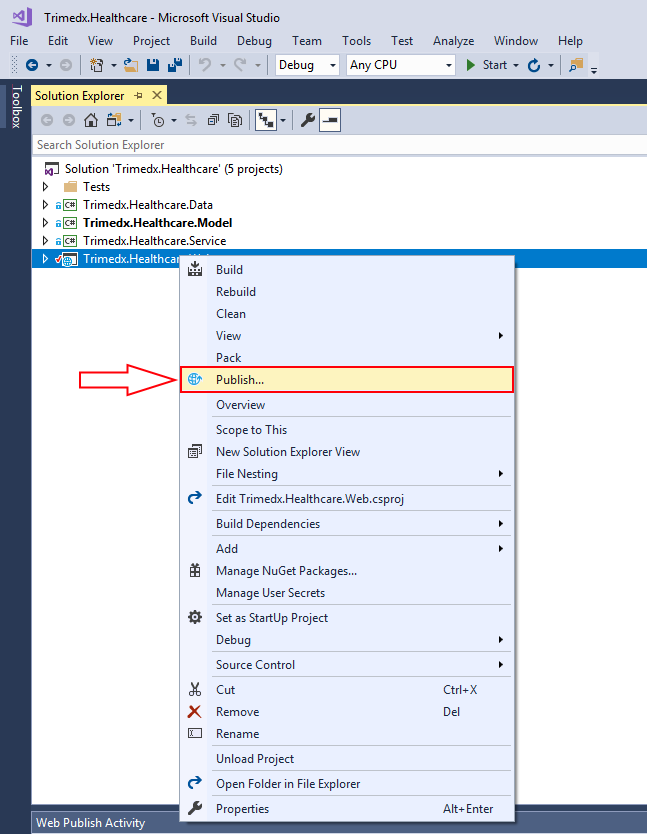 Trimedx.Healthcare - Microsoft Visual Studio
File Edit View Project Build Debug Team Tools Test Analyze Window Help
Debug Any CPU Start
Toolbox
Solution Explorer
Search Solution Explorer
Solution 'Trimedx.Healthcare' (5 projects)
Tests
C# Trimedx.Healthcare.Data
C# Trimedx.Healthcare.Model
C# Trimedx.Healthcare.Service
Trimedx.Healthcar
Build
Rebuild
Clean
View
Pack
Publish...
Overview
Scope to This
New Solution Explorer View
File Nesting
Edit Trimedx.Healthcare.Web.csproj
Build Dependencies
Add
Manage NuGet Packages...
Manage User Secrets
Set as StartUp Project
Debug
Source Control
Cut Ctrl+X
Remove Del
Rename
Unload Project
Open Folder in File Explorer
Properties Alt+Enter
Web Publish Activity